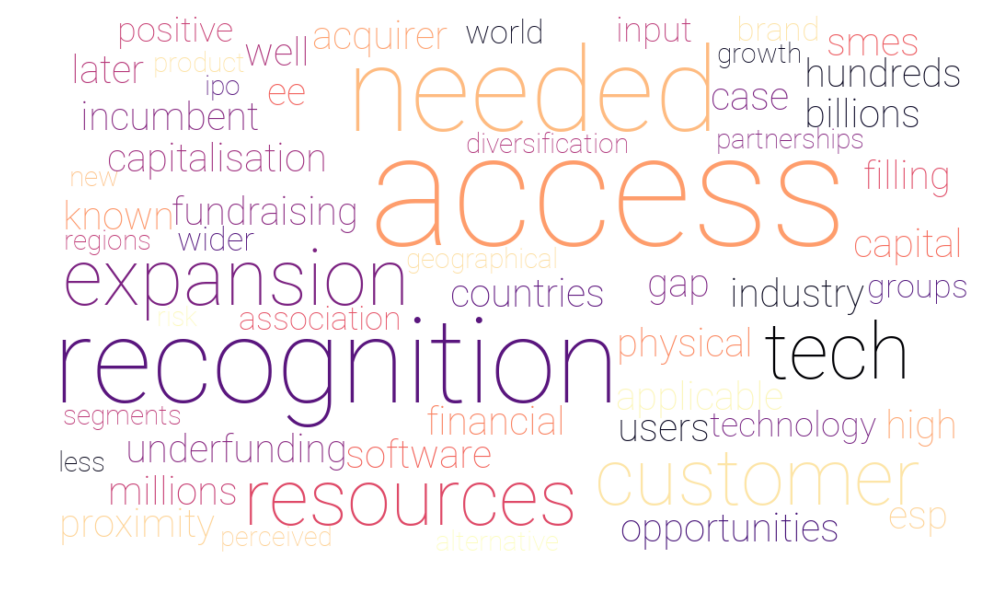 positive
acquirer
world
input
brand
smes
well
growth
later
product
needed
hundreds
ipo
ee
case
billions
incumbent
diversification
partnerships
capitalisation
access
filling
new
known
fundraising
regions
wider
capital
expansion
geographical
gap
groups
countries
industry
risk
association
recognition
physical
tech
applicable
segments
financial
users
technology
high
underfunding
software
less
customer
millions
resources
esp
proximity
perceived
alternative
opportunities